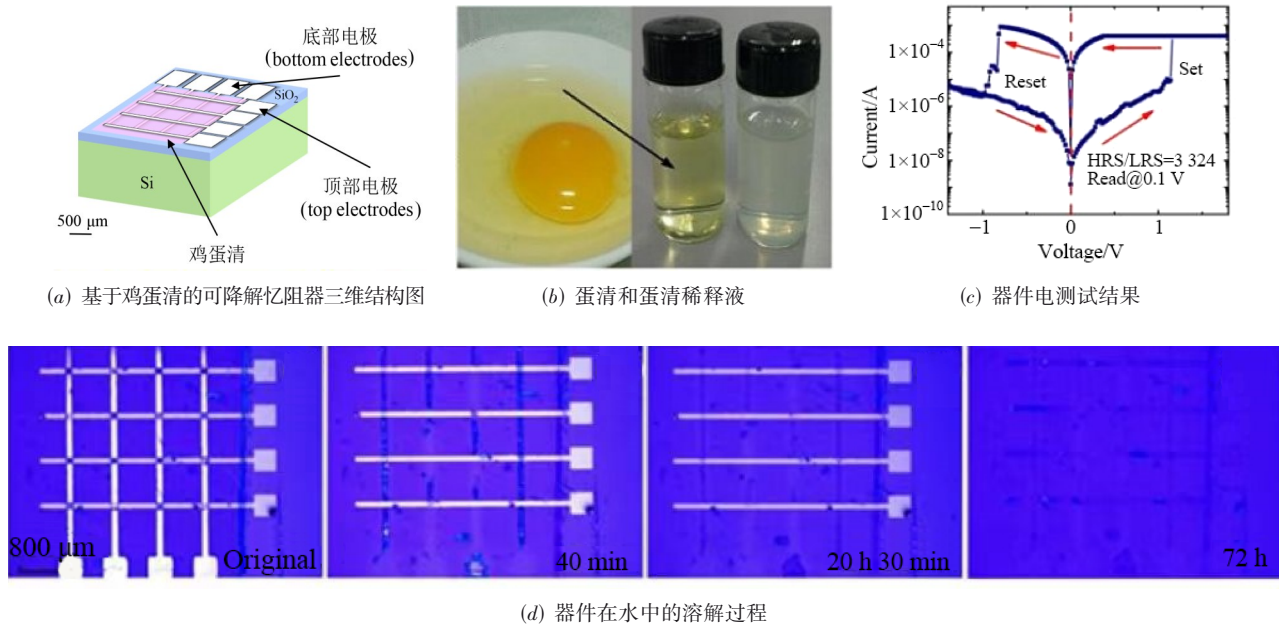 底部电极
(bottom electrodes)
SiO₂
Si
顶部电极
(top electrodes)
500 μm
鸡蛋清
(a) 基于鸡蛋清的可降解忆阻器三维结构图
(b) 蛋清和蛋清稀释液
1×10⁻⁴
1×10⁻⁶
1×10⁻⁸
1×10⁻¹⁰
Current/A
Reset
Set
HRS/LRS=3 324
Read@0.1 V
−1
0
1
Voltage/V
(c) 器件电测试结果
800 μm
Original
40 min
20 h 30 min
72 h
(d) 器件在水中的溶解过程